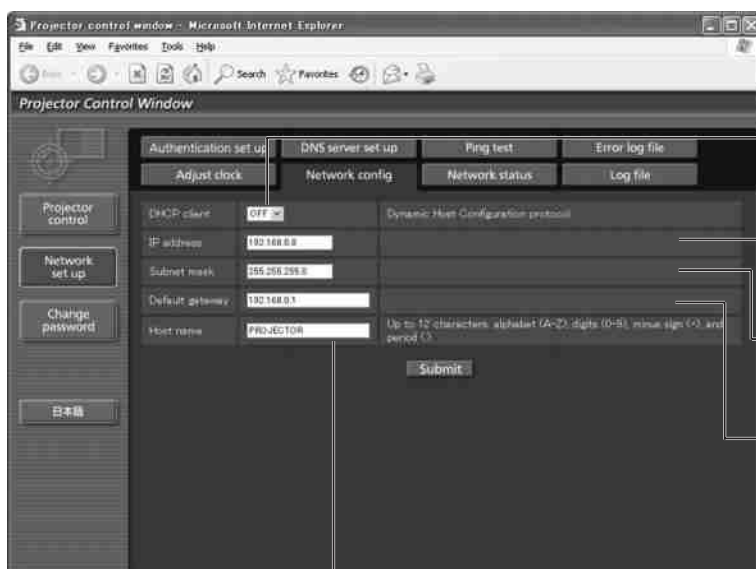 Projector control window - Microsoft Internet Explorer
File Edit View Favorites Tools Help
Search Favorites
Projector Control Window
Authentication set up DNS server set up Ping test Error log file
Adjust clock Network config Network status Log file
Projector control
Network set up
Change password
日本語
DHCP client OFF Dynamic Host Configuration protocol
IP address 192.168.0.8
Subnet mask 255.255.255.0
Default gateway 192.168.0.1
Host name PROJECTOR Up to 12 characters. alphabet (A-Z), digits (0-9), minus sign (-), and
period (.).
Submit